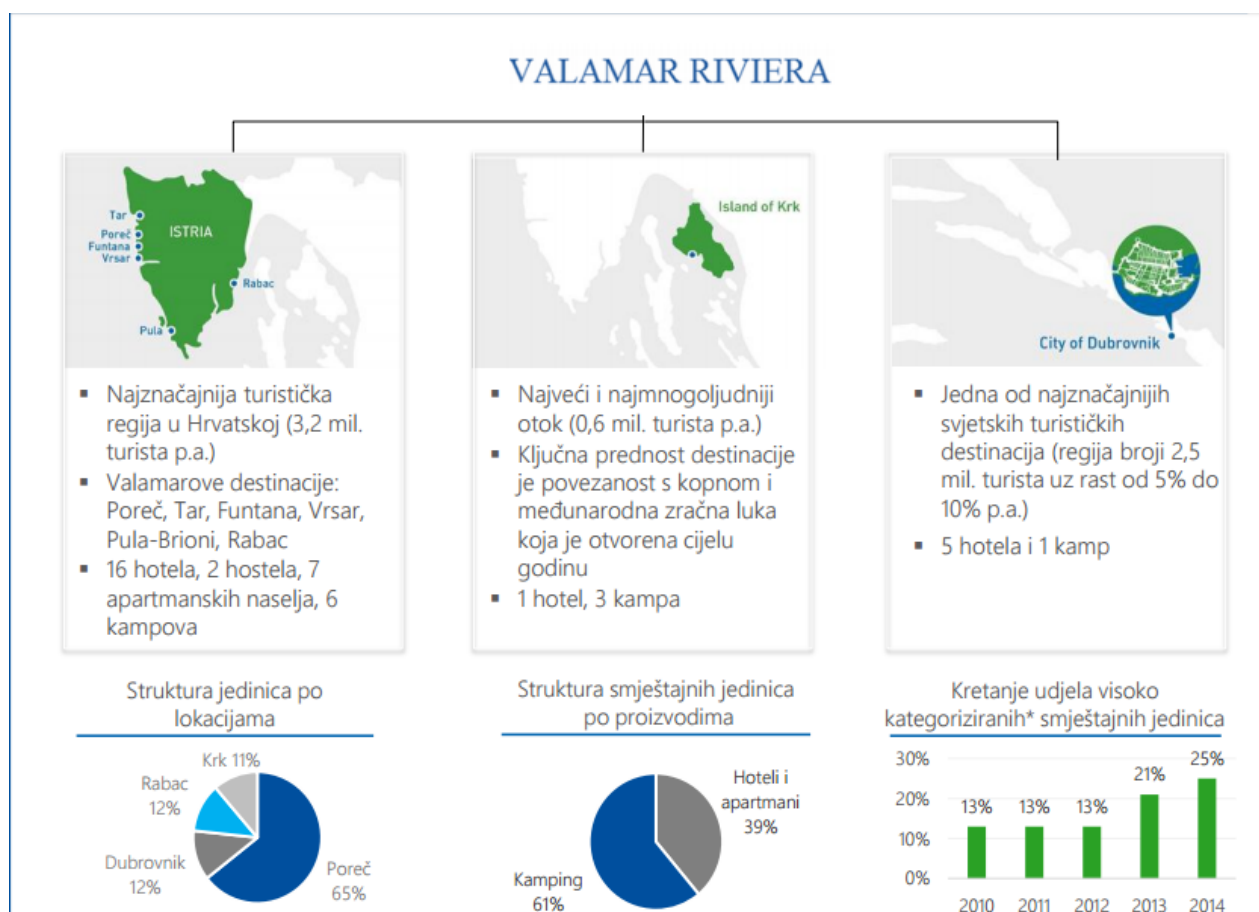 VALAMAR RIVIERA
Tar
Poreč
Funtana
Vrsar
ISTRIA
Rabac
Pula
▪ Najznačajnija turistička
regija u Hrvatskoj (3,2 mil.
turista p.a.)
▪ Valamarove destinacije:
Poreč, Tar, Funtana, Vrsar,
Pula-Brioni, Rabac
▪ 16 hotela, 2 hostela, 7
apartmanskih naselja, 6
kampova
Island of Krk
▪ Najveći i najmnogoljudniji
otok (0,6 mil. turista p.a.)
▪ Ključna prednost destinacije
je povezanost s kopnom i
međunarodna zračna luka
koja je otvorena cijelu
godinu
▪ 1 hotel, 3 kampa
City of Dubrovnik
▪ Jedna od najznačajnijih
svjetskih turističkih
destinacija (regija broji 2,5
mil. turista uz rast od 5% do
10% p.a.)
▪ 5 hotela i 1 kamp
Struktura jedinica po
lokacijama
Krk 11%
Rabac
12%
Dubrovnik
12%
Poreč
65%
Struktura smještajnih jedinica
po proizvodima
Hoteli i
apartmani
39%
Kamping
61%
Kretanje udjela visoko
kategoriziranih* smještajnih jedinica
30%
20%
10%
0%
13%
13%
13%
21%
25%
2010 2011 2012 2013 2014